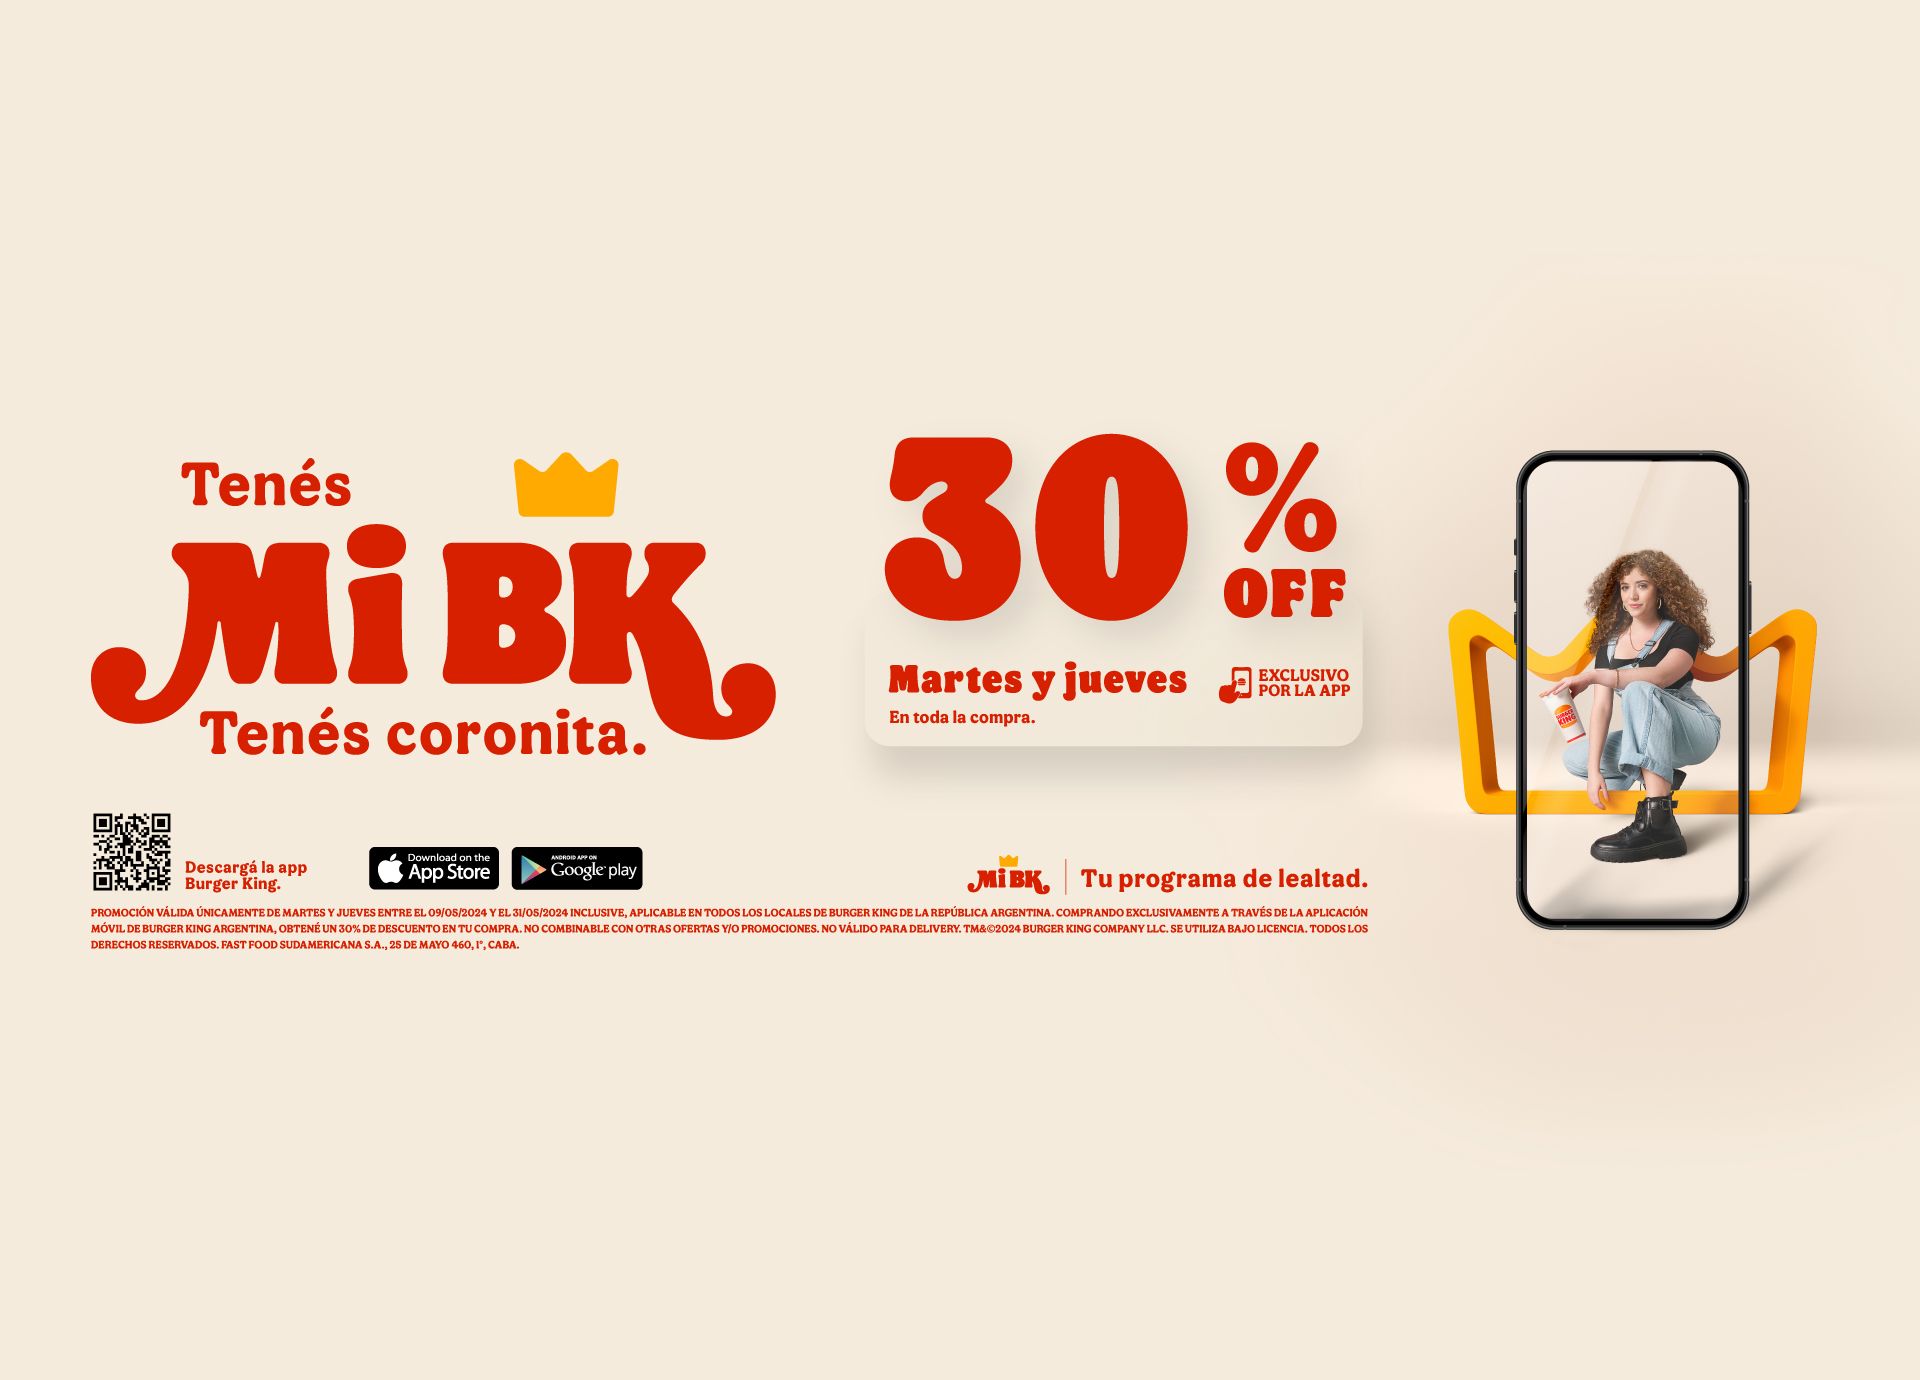 Tenés
Mi BK
Tenés coronita.
30%
OFF
Martes y jueves
En toda la compra.
EXCLUSIVO
POR LA APP
BURGER
KING
Descargá la app
Burger King.
Download on the
App Store
ANDROID APP ON
Google play
Mi BK
Tu programa de lealtad.
PROMOCIÓN VÁLIDA ÚNICAMENTE DE MARTES Y JUEVES ENTRE EL 09/05/2024 Y EL 31/05/2024 INCLUSIVE, APLICABLE EN TODOS LOS LOCALES DE BURGER KING DE LA REPÚBLICA ARGENTINA. COMPRANDO EXCLUSIVAMENTE A TRAVÉS DE LA APLICACIÓN
MÓVIL DE BURGER KING ARGENTINA, OBTENÉ UN 30% DE DESCUENTO EN TU COMPRA. NO COMBINABLE CON OTRAS OFERTAS Y/O PROMOCIONES. NO VÁLIDO PARA DELIVERY. TM&©2024 BURGER KING COMPANY LLC. SE UTILIZA BAJO LICENCIA. TODOS LOS
DERECHOS RESERVADOS. FAST FOOD SUDAMERICANA S.A., 25 DE MAYO 460, 1°, CABA.